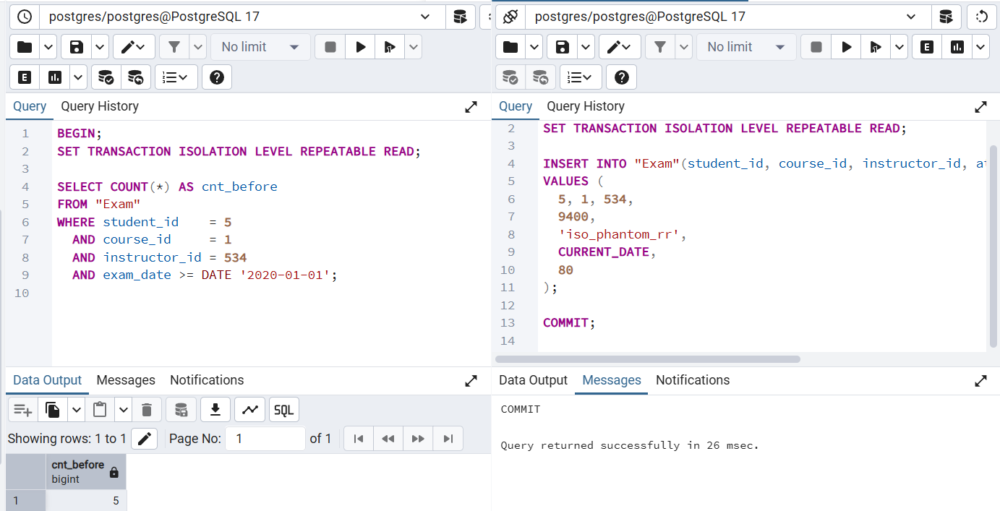 postgres/postgres@PostgreSQL 17
No limit
E
Query Query History
1 BEGIN;
2 SET TRANSACTION ISOLATION LEVEL REPEATABLE READ;
3
4 SELECT COUNT(*) AS cnt_before
5 FROM "Exam"
6 WHERE student_id    = 5
7   AND course_id     = 1
8   AND instructor_id = 534
9   AND exam_date >= DATE '2020-01-01';
10
Data Output Messages Notifications
SQL
Showing rows: 1 to 1 Page No: 1 of 1
cnt_before
bigint
1 5
postgres/postgres@PostgreSQL 17
No limit E
Query Query History
2 SET TRANSACTION ISOLATION LEVEL REPEATABLE READ;
3
4 INSERT INTO "Exam"(student_id, course_id, instructor_id,
5 VALUES (
6   5, 1, 534,
7   9400,
8   'iso_phantom_rr',
9   CURRENT_DATE,
10   80
11 );
12
13 COMMIT;
14
Data Output Messages Notifications
COMMIT
Query returned successfully in 26 msec.